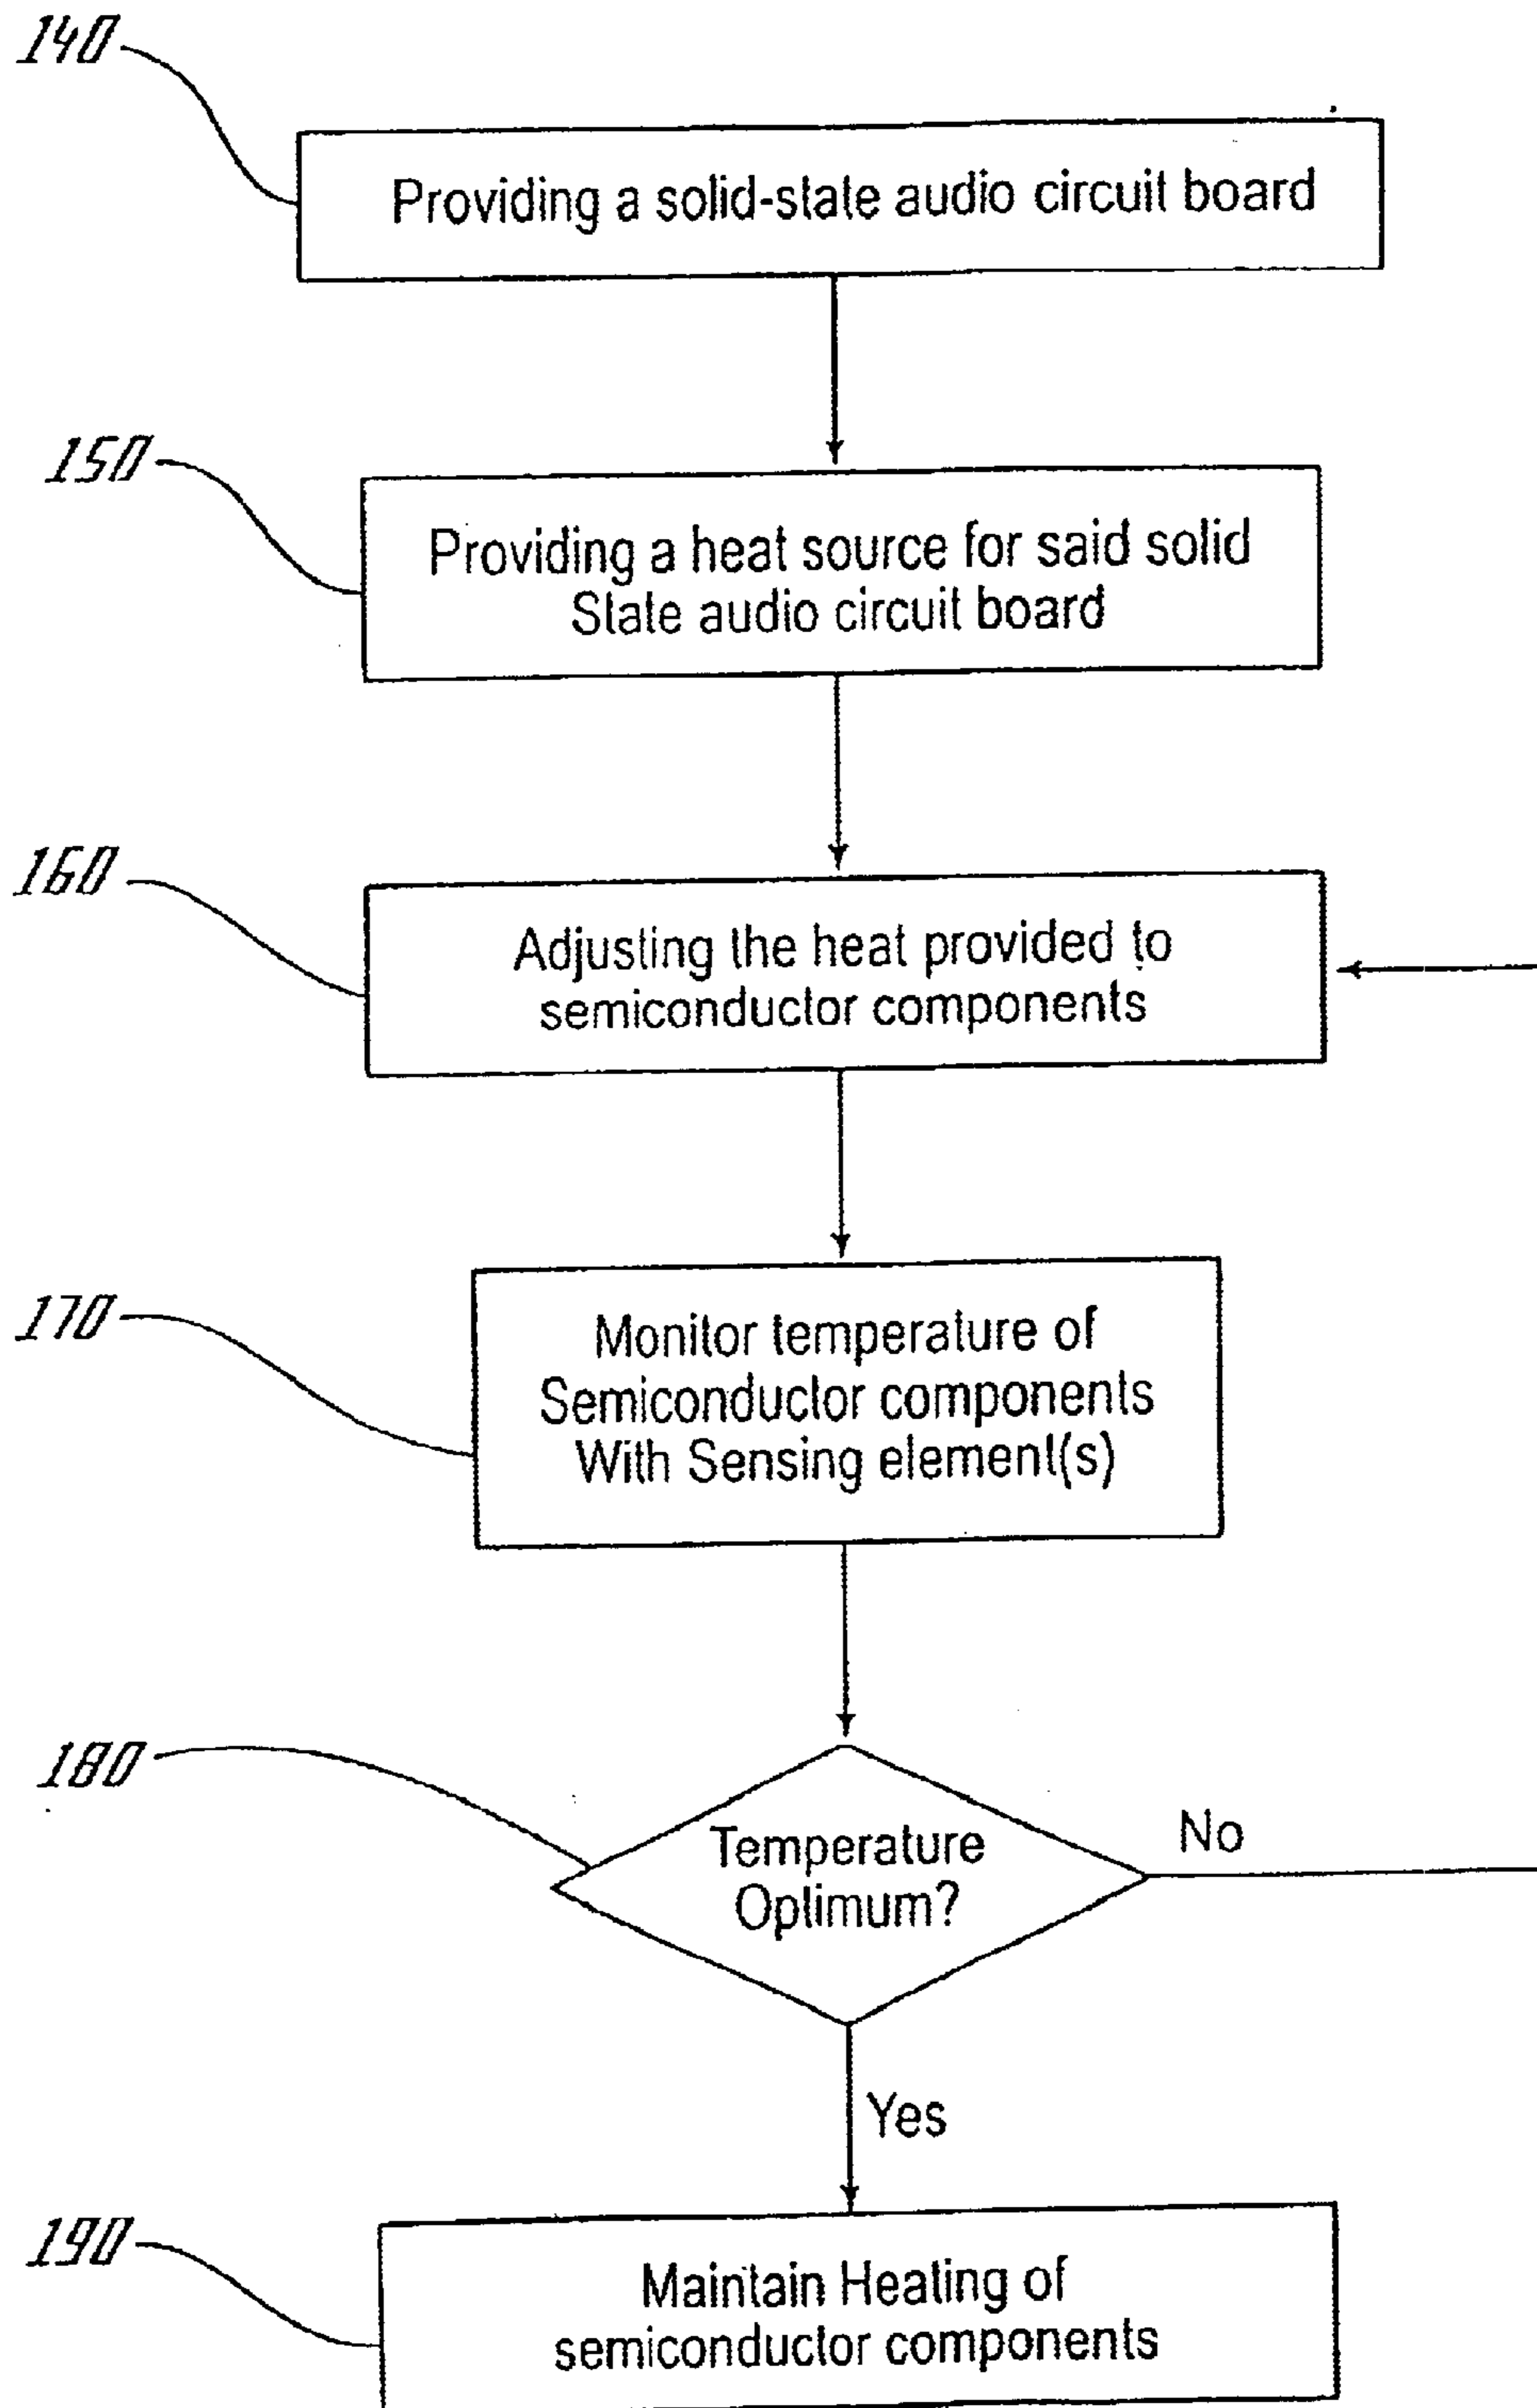 140
Providing a solid-state audio circuit board
150
Providing a heat source for said solid
State audio circuit board
160
Adjusting the heat provided to
semiconductor components
170
Monitor temperature of
Semiconductor components
With Sensing element(s)
180
Temperature
Optimum?
No
Yes
190
Maintain Heating of
semiconductor components